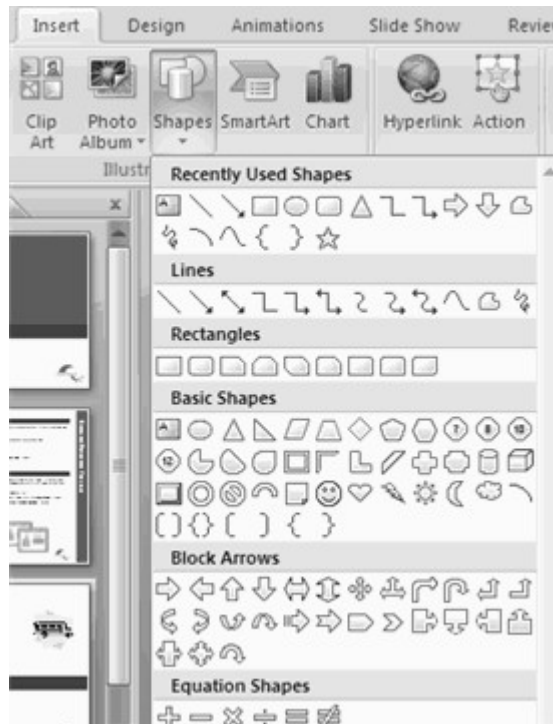 Insert Design Animations Slide Show Revie
Clip Art
Photo Album
Shapes
SmartArt
Chart
Hyperlink
Action
Illustr
Recently Used Shapes
Lines
Rectangles
Basic Shapes
Block Arrows
Equation Shapes